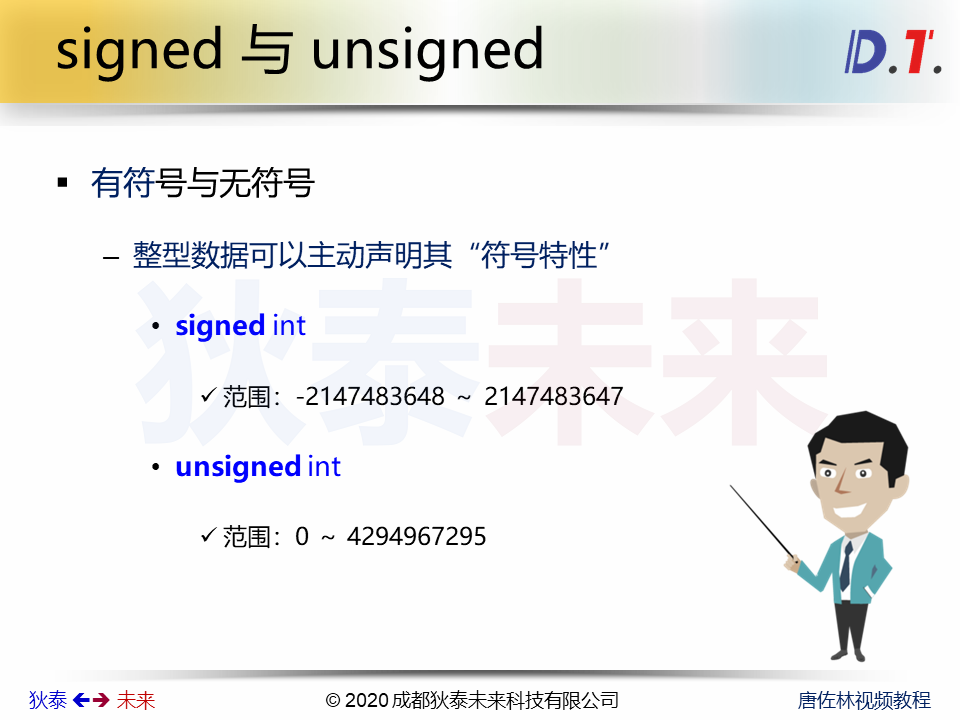 signed 与 unsigned
D.T.
▪ 有符号与无符号
– 整型数据可以主动声明其“符号特性”
• signed int
✓ 范围：-2147483648 ~ 2147483647
• unsigned int
✓ 范围：0 ~ 4294967295
狄泰未来
狄泰 未来
© 2020 成都狄泰未来科技有限公司
唐佐林视频教程